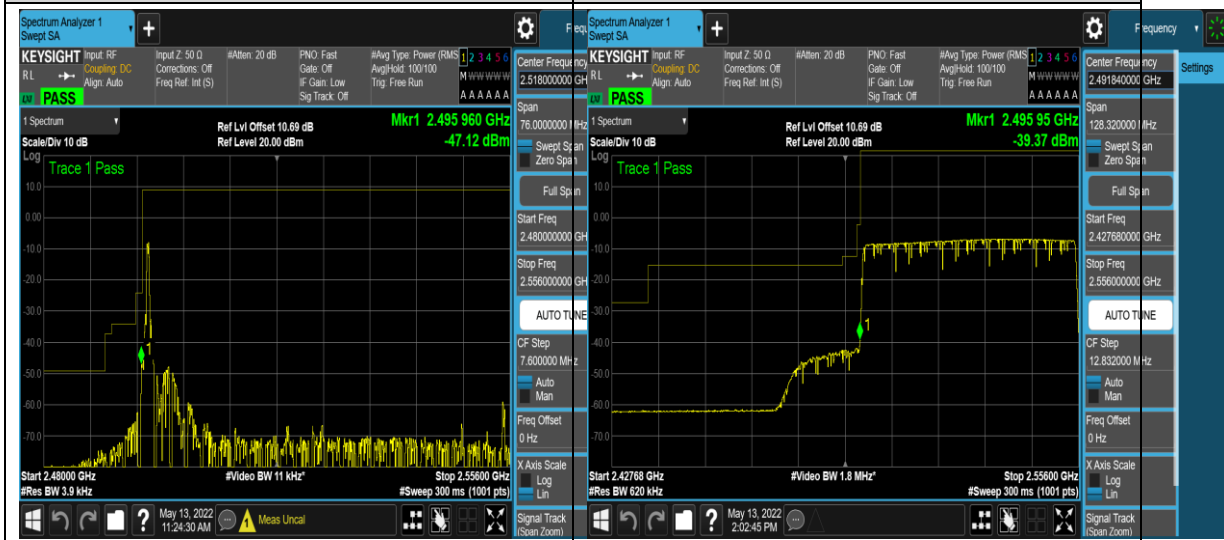 Spectrum Analyzer 1
Swept SA
KEYSIGHT Input: RF
R L Coupling: DC
Align: Auto
Input Z: 50 Ω
Corrections: Off
Freq Ref: Int (S)
#Atten: 20 dB
PNO: Fast
Gate: Off
IF Gain: Low
Sig Track: Off
#Avg Type: Power (RMS
Avg|Hold: 100/100
Trig: Free Run
1 2 3 4 5 6
M W W W W W
A A A A A A
PASS
1 Spectrum
Scale/Div 10 dB
Ref Lvl Offset 10.69 dB
Ref Level 20.00 dBm
Mkr1 2.495 960 GHz
-47.12 dBm
Log
Trace 1 Pass
10.0
0.00
-10.0
-20.0
-30.0
-40.0
-50.0
-60.0
-70.0
1
Start 2.48000 GHz
#Res BW 3.9 kHz
#Video BW 11 kHz*
Stop 2.55600 GHz
#Sweep 300 ms (1001 pts)
May 13, 2022
11:24:30 AM
Meas Uncal
Center Frequency
2.518000000 GH
Span
76.0000000 MHz
Swept Span
Zero Span
Full Span
Start Freq
2.480000000 GH
Stop Freq
2.556000000 GH
AUTO TUNE
CF Step
7.600000 MHz
Auto
Man
Freq Offset
0 Hz
X Axis Scale
Log
Lin
Signal Track
(Span Zoom)
Spectrum Analyzer 1
Swept SA
KEYSIGHT Input: RF
R L Coupling: DC
Align: Auto
Input Z: 50 Ω
Corrections: Off
Freq Ref: Int (S)
#Atten: 20 dB
PNO: Fast
Gate: Off
IF Gain: Low
Sig Track: Off
#Avg Type: Power (RMS
Avg|Hold: 100/100
Trig: Free Run
1 2 3 4 5 6
M W W W W W
A A A A A A
PASS
1 Spectrum
Scale/Div 10 dB
Ref Lvl Offset 10.69 dB
Ref Level 20.00 dBm
Mkr1 2.495 95 GHz
-39.37 dBm
Log
Trace 1 Pass
10.0
0.00
-10.0
-20.0
-30.0
-40.0
-50.0
-60.0
-70.0
1
Start 2.42768 GHz
#Res BW 620 kHz
#Video BW 1.8 MHz*
Stop 2.55600 GHz
#Sweep 300 ms (1001 pts)
May 13, 2022
2:02:45 PM
Frequency
Settings
Center Frequency
2.491840000 GHz
Span
128.320000 MHz
Swept Span
Zero Span
Full Span
Start Freq
2.427680000 GHz
Stop Freq
2.556000000 GHz
AUTO TUNE
CF Step
12.832000 MHz
Auto
Man
Freq Offset
0 Hz
X Axis Scale
Log
Lin
Signal Track
(Span Zoom)